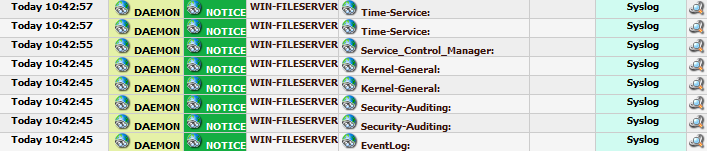 Today 10:42:57 DAEMON NOTICE WIN-FILESERVER Time-Service: Syslog
Today 10:42:57 DAEMON NOTICE WIN-FILESERVER Time-Service: Syslog
Today 10:42:55 DAEMON NOTICE WIN-FILESERVER Service_Control_Manager: Syslog
Today 10:42:45 DAEMON NOTICE WIN-FILESERVER Kernel-General: Syslog
Today 10:42:45 DAEMON NOTICE WIN-FILESERVER Kernel-General: Syslog
Today 10:42:45 DAEMON NOTICE WIN-FILESERVER Security-Auditing: Syslog
Today 10:42:45 DAEMON NOTICE WIN-FILESERVER Security-Auditing: Syslog
Today 10:42:45 DAEMON NOTICE WIN-FILESERVER EventLog: Syslog